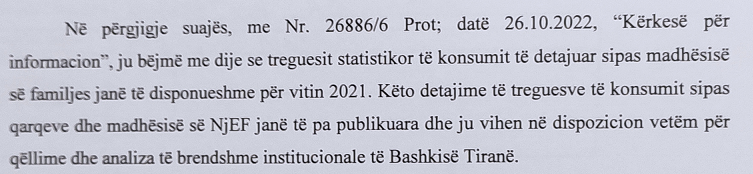 Në përgjigje suajës, me Nr. 26886/6 Prot; datë 26.10.2022, “Kërkesë për
informacion”, ju bëjmë me dije se treguesit statistikor të konsumit të detajuar sipas madhësisë
së familjes janë të disponueshme për vitin 2021. Këto detajime të treguesve të konsumit sipas
qarqeve dhe madhësisë së NjEF janë të pa publikuara dhe ju vihen në dispozicion vetëm për
qëllime dhe analiza të brendshme institucionale të Bashkisë Tiranë.